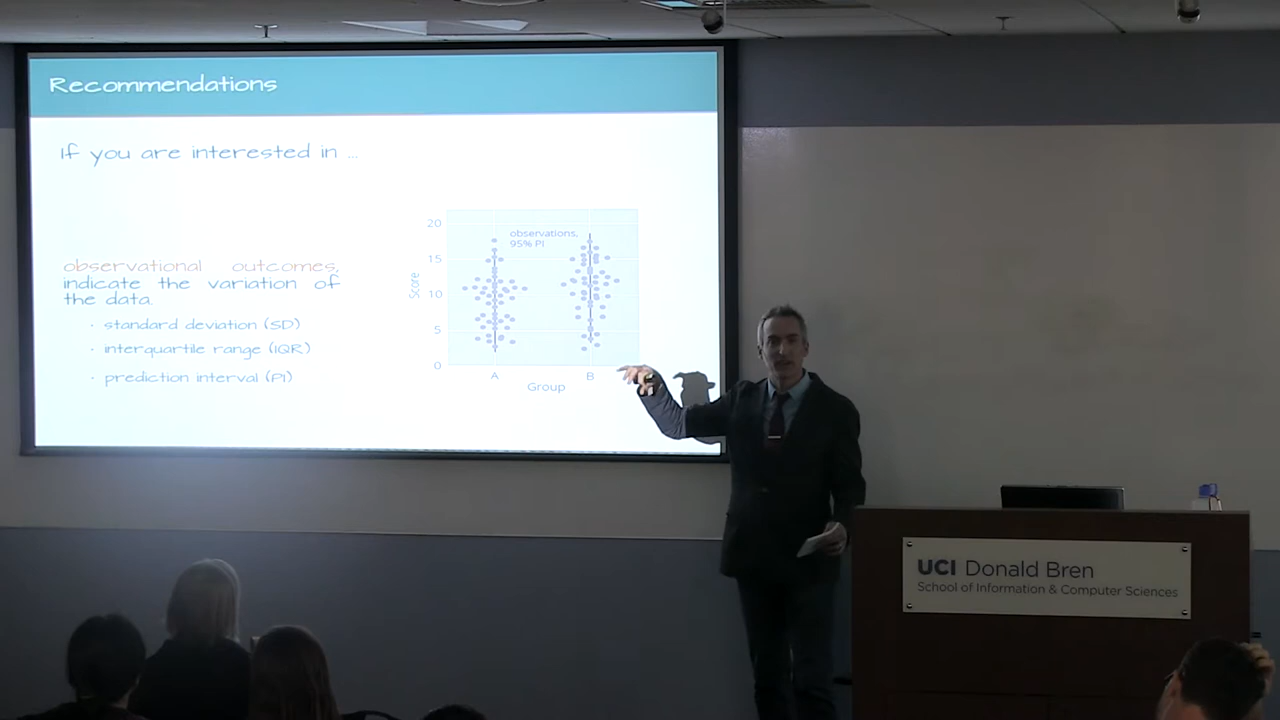 Recommendations
If you are interested in ...
observational outcomes,
indicate the variation of
the data
· standard deviation (SD)
· interquartile range (IQR)
· prediction interval (PI)
observations,
95% PI
20
15
10
5
0
Score
A B
Group
UCI Donald Bren
School of Information & Computer Sciences